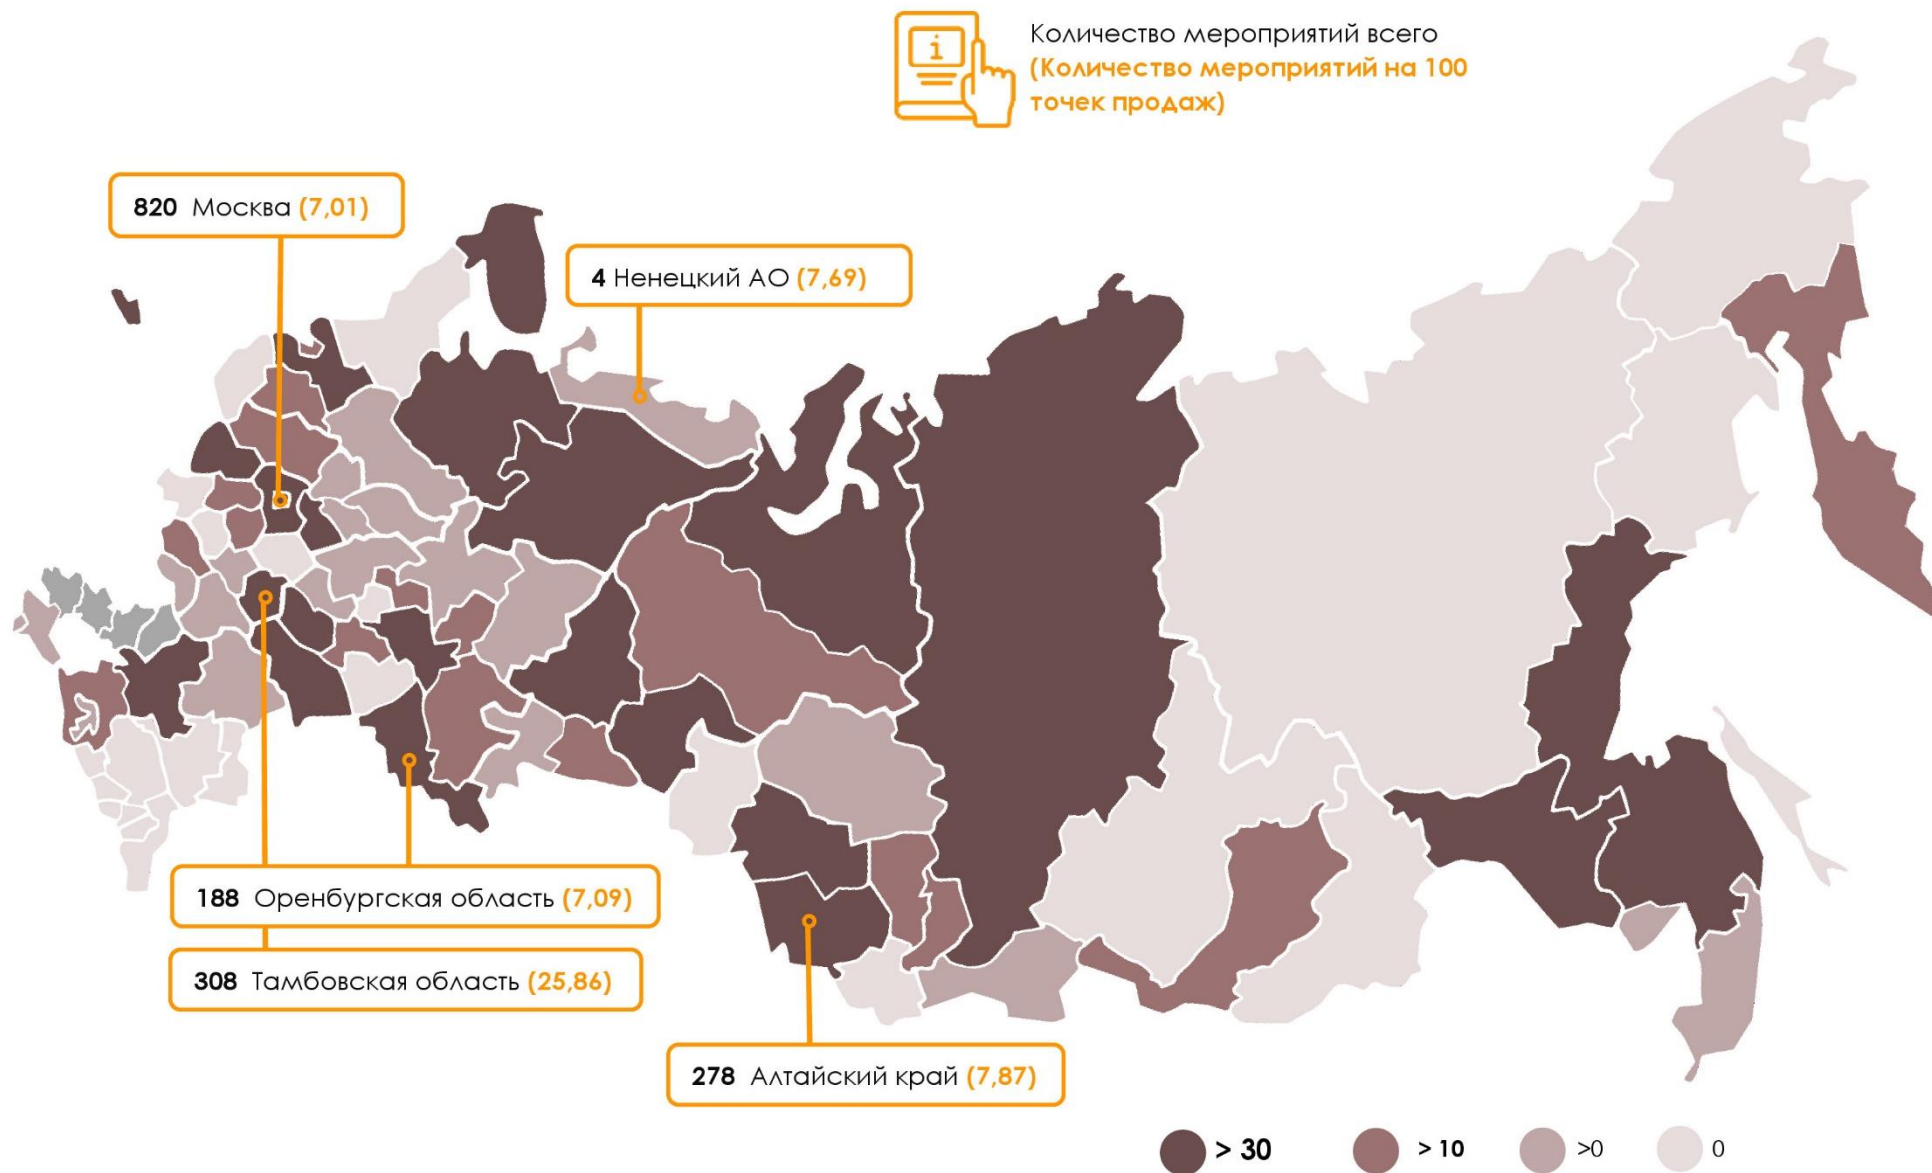 i
Количество мероприятий всего
(Количество мероприятий на 100
точек продаж)
820 Москва (7,01)
4 Ненецкий АО (7,69)
188 Оренбургская область (7,09)
308 Тамбовская область (25,86)
278 Алтайский край (7,87)
> 30 > 10 >0 0